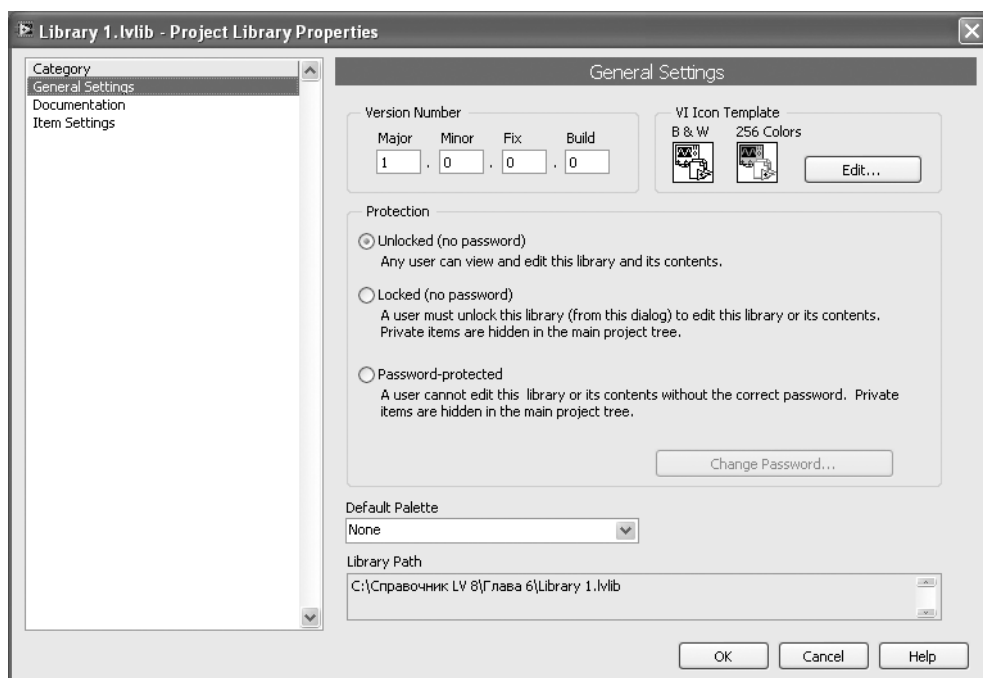 Library 1.lvlib - Project Library Properties
Category
General Settings
Documentation
Item Settings
General Settings
Version Number
Major Minor Fix Build
1 . 0 . 0 . 0
VI Icon Template
B & W 256 Colors
Edit...
Protection
Unlocked (no password)
Any user can view and edit this library and its contents.
Locked (no password)
A user must unlock this library (from this dialog) to edit this library or its contents.
Private items are hidden in the main project tree.
Password-protected
A user cannot edit this library or its contents without the correct password. Private
items are hidden in the main project tree.
Change Password...
Default Palette
None
Library Path
C:\Справочник LV 8\Глава 6\Library 1.lvlib
OK Cancel Help